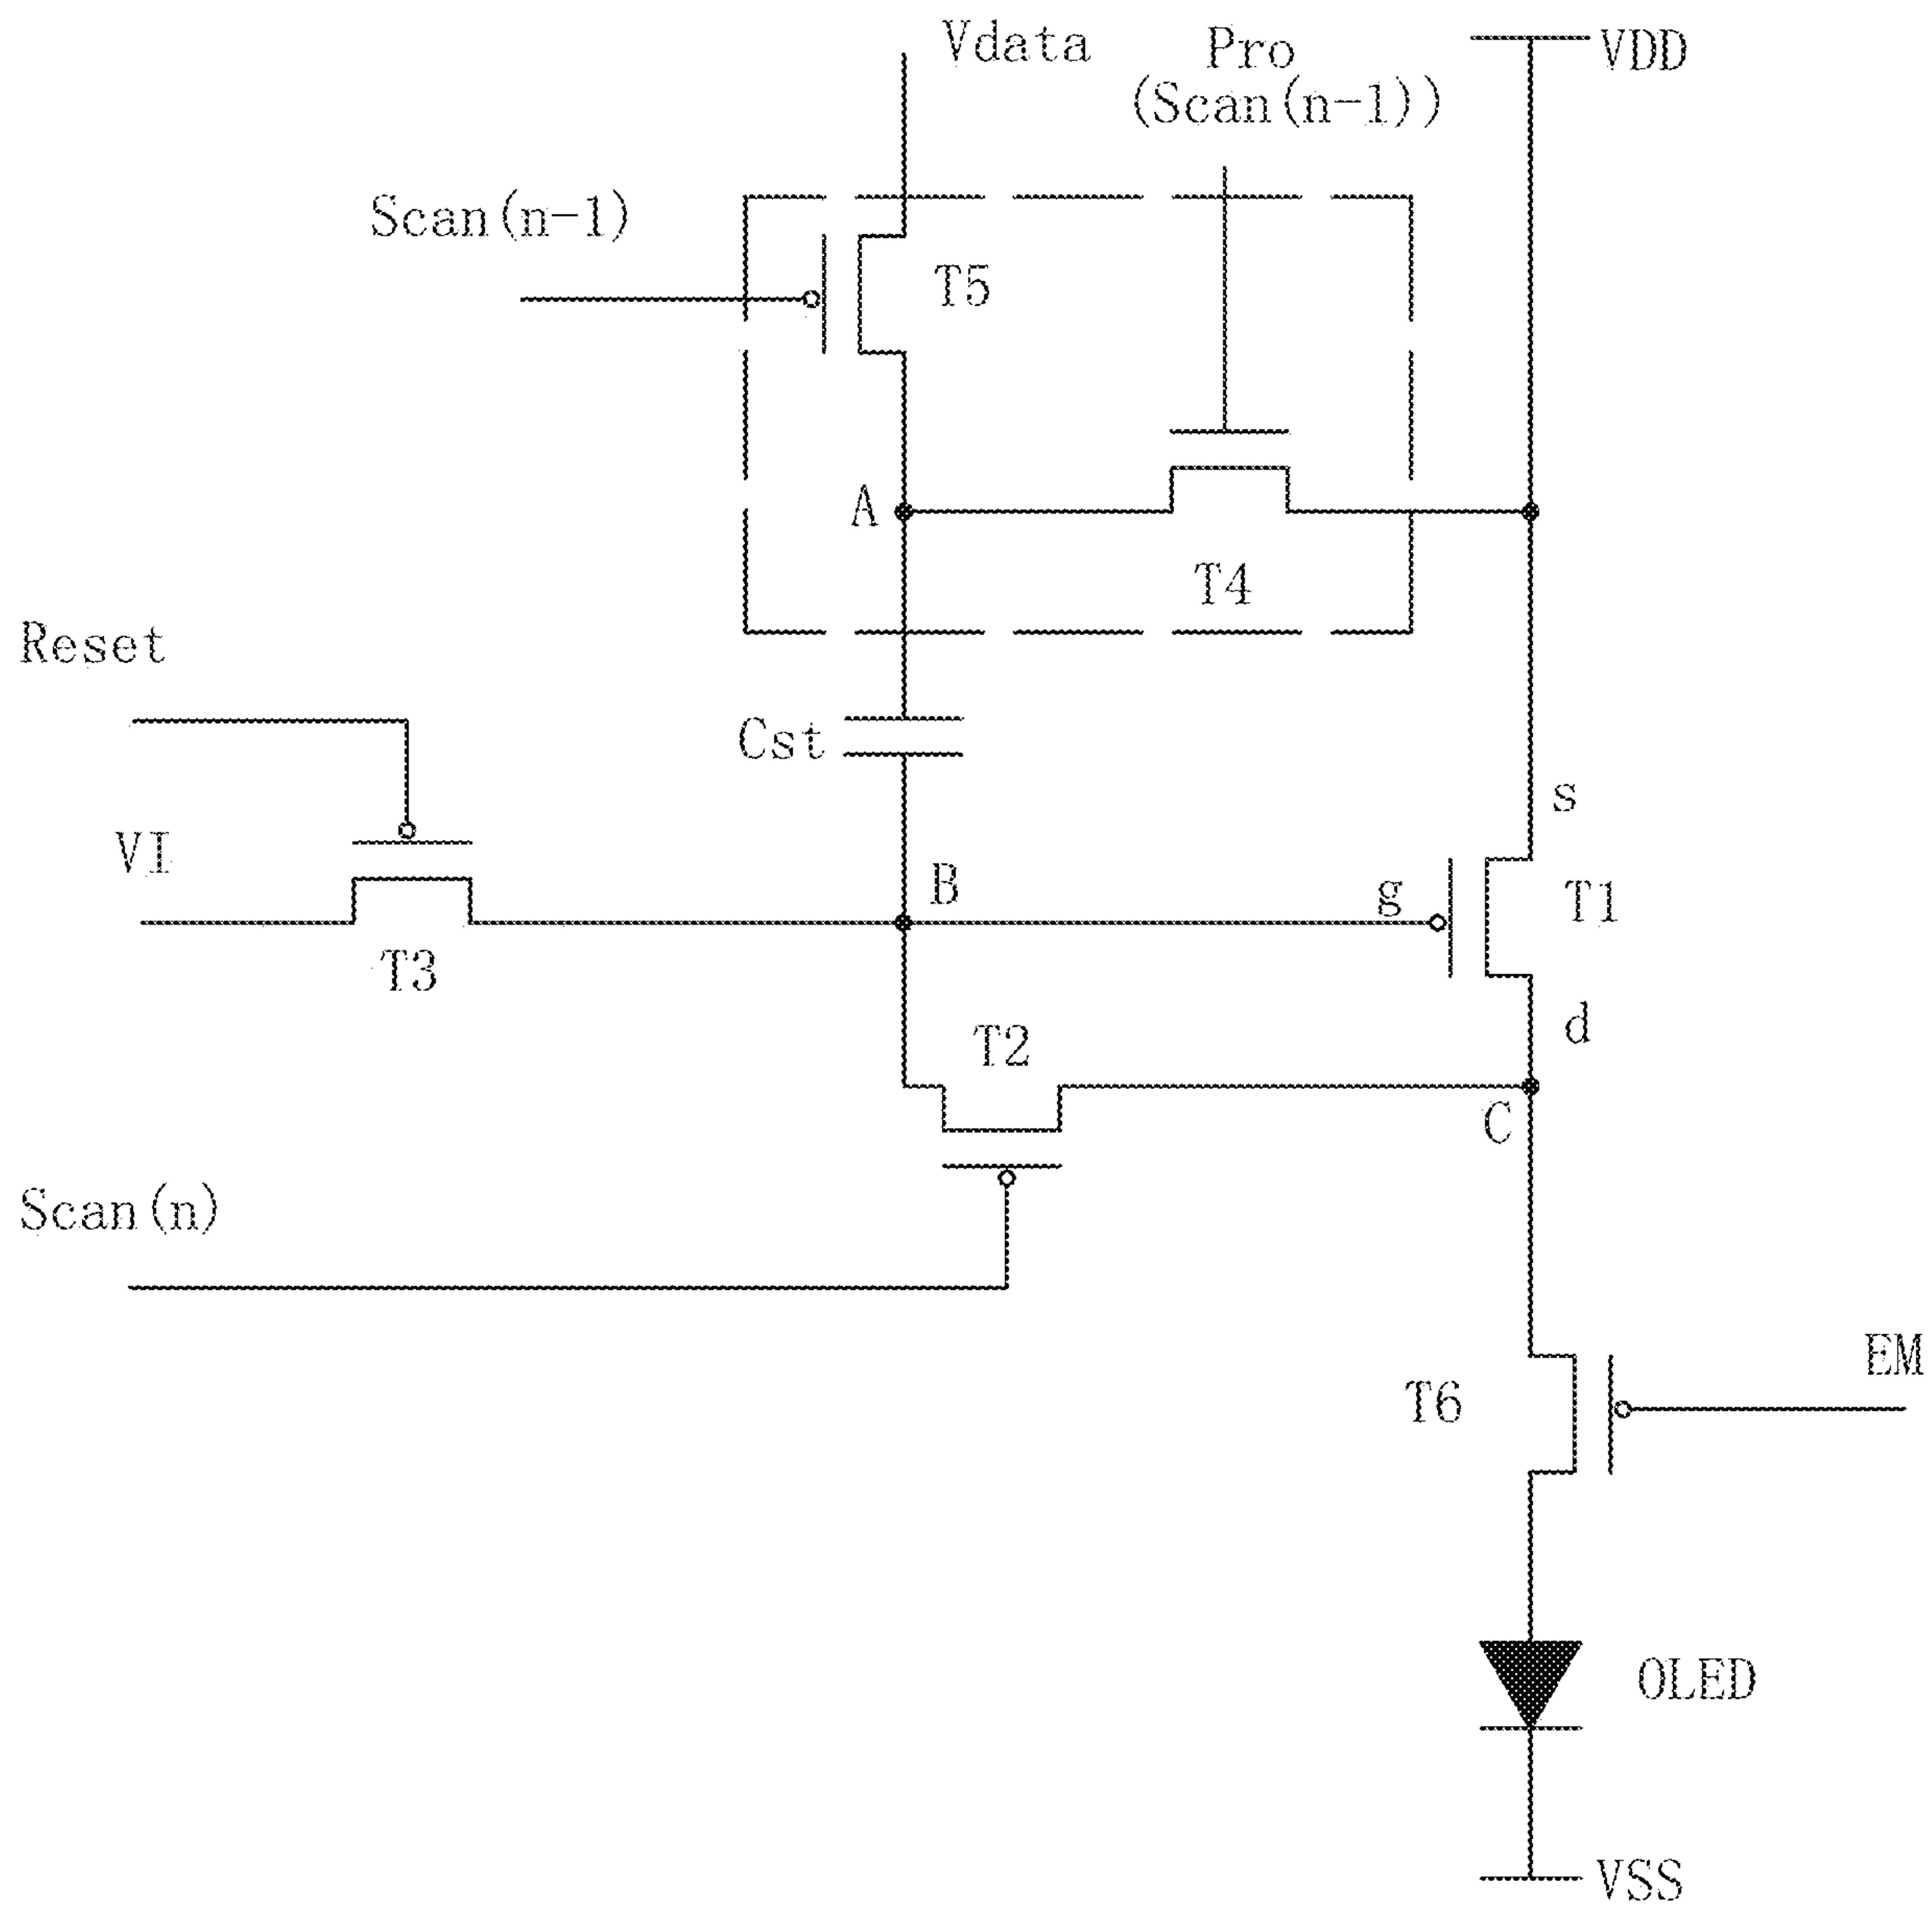 Vdata
Pro
(Scan(n-1))
VDD
Scan(n-1)
T5
A
T4
Reset
Cst
s
VI
B
g
T1
T3
d
T2
C
Scan(n)
EM
T6
OLED
VSS